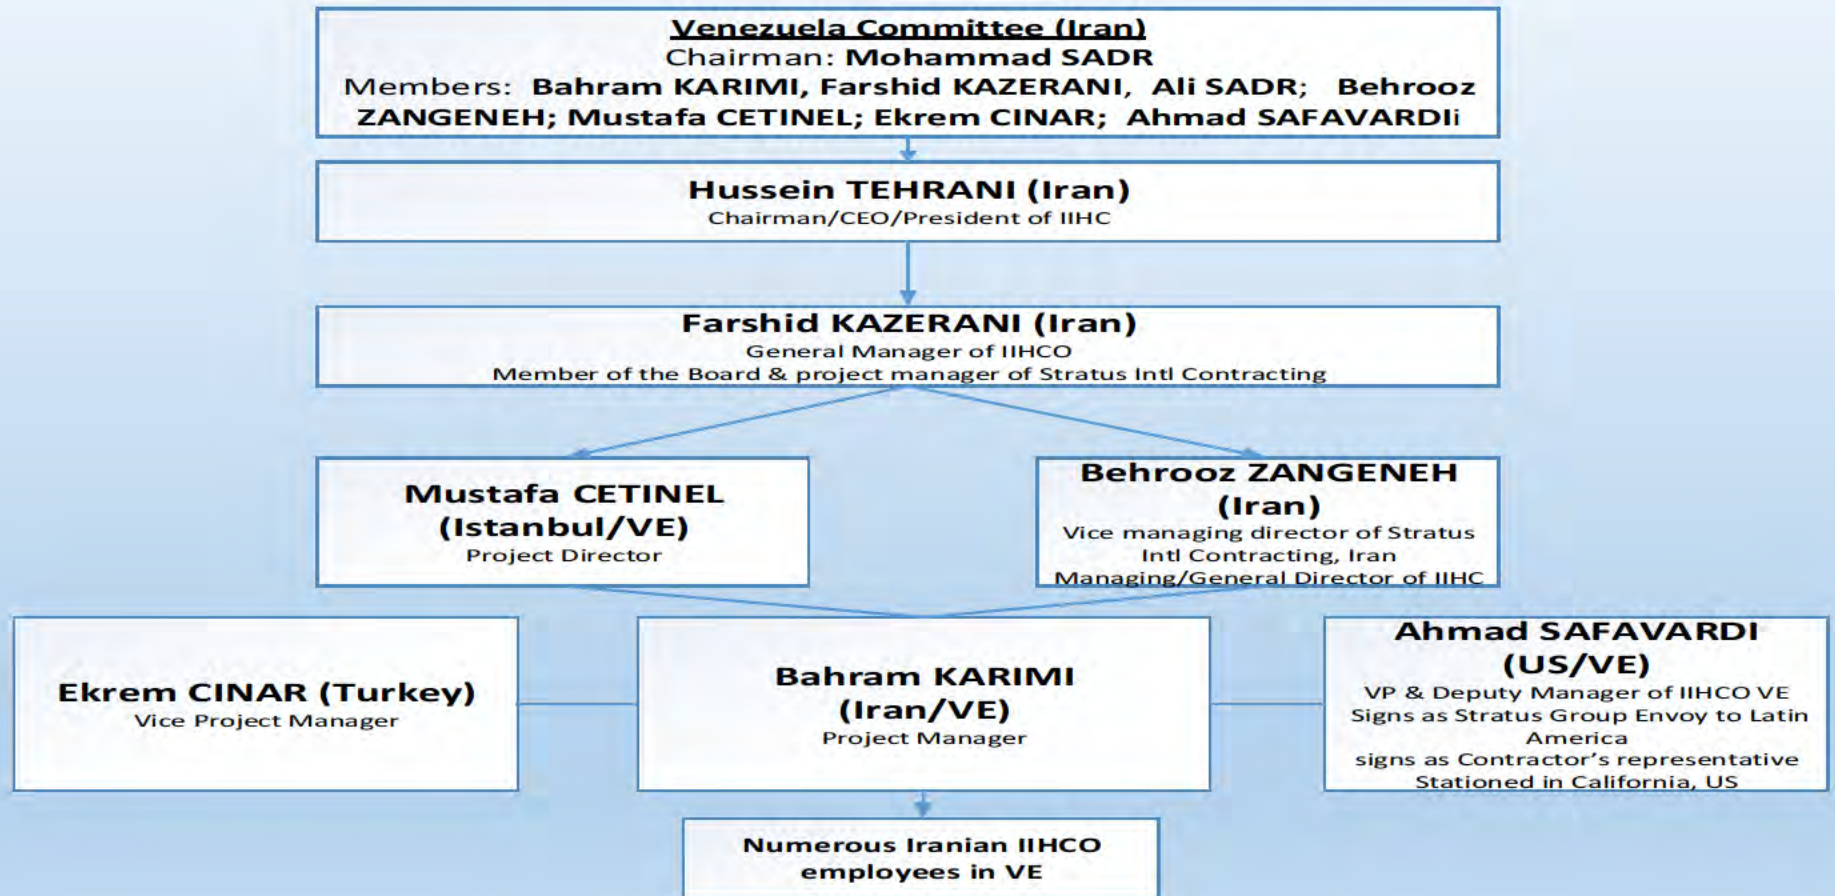 Venezuela Committee (Iran)
Chairman: Mohammad SADR
Members: Bahram KARIMI, Farshid KAZERANI, Ali SADR; Behrooz
ZANGENEH; Mustafa CETINEL; Ekrem CINAR; Ahmad SAFAVARDIi
Hussein TEHRANI (Iran)
Chairman/CEO/President of IIHC
Farshid KAZERANI (Iran)
General Manager of IIHCO
Member of the Board & project manager of Stratus Intl Contracting
Mustafa CETINEL
(Istanbul/VE)
Project Director
Behrooz ZANGENEH
(Iran)
Vice managing director of Stratus
Intl Contracting, Iran
Managing/General Director of IIHC
Ekrem CINAR (Turkey)
Vice Project Manager
Bahram KARIMI
(Iran/VE)
Project Manager
Ahmad SAFAVARDI
(US/VE)
VP & Deputy Manager of IIHCO VE
Signs as Stratus Group Envoy to Latin
America
signs as Contractor's representative
Stationed in California, US
Numerous Iranian IIHCO
employees in VE